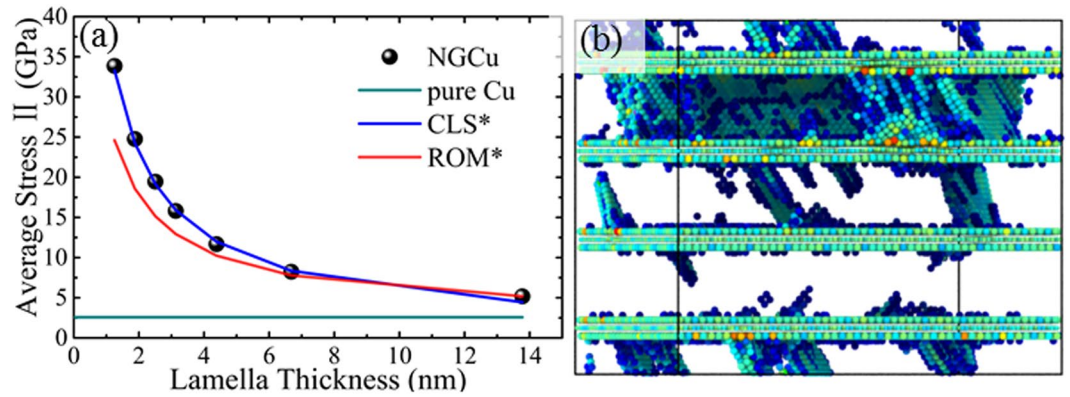 (a)
Average Stress II (GPa)
40
35
30
25
20
15
10
5
0
NGCu
pure Cu
CLS*
ROM*
0 2 4 6 8 10 12 14
Lamella Thickness (nm)
(b)